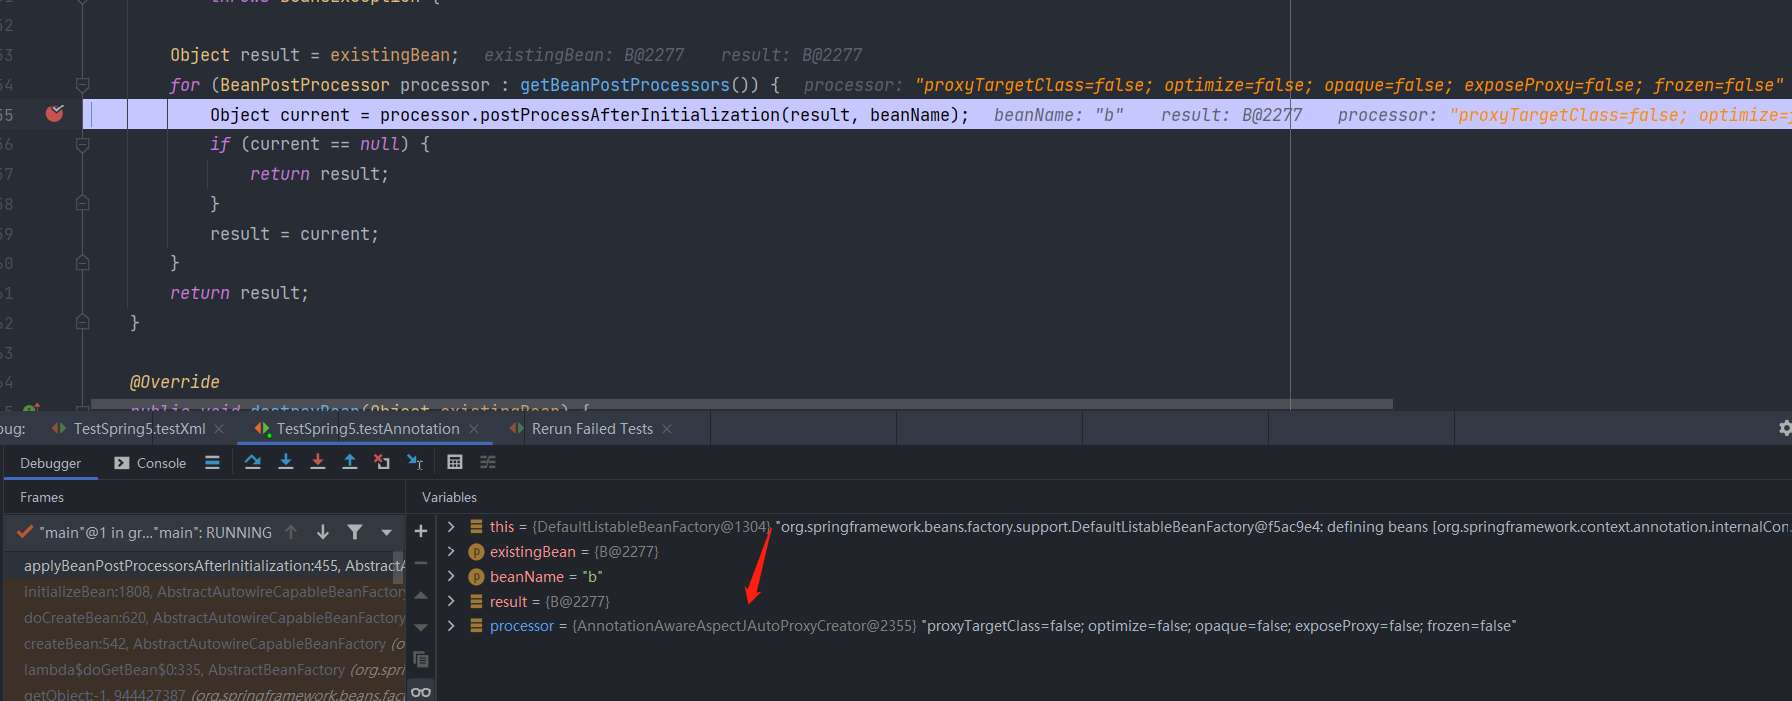 52
53 Object result = existingBean; existingBean: B@2277 result: B@2277
54 for (BeanPostProcessor processor : getBeanPostProcessors()) { processor: "proxyTargetClass=false; optimize=false; opaque=false; exposeProxy=false; frozen=false"
55 Object current = processor.postProcessAfterInitialization(result, beanName); beanName: "b" result: B@2277 processor: "proxyTargetClass=false; optimize=
56 if (current == null) {
57 return result;
58 }
59 result = current;
60 }
61 return result;
62 }
63
64 @Override
public void destroyBean(Object existingBean) {
bug: TestSpring5.testXml TestSpring5.testAnnotation Rerun Failed Tests
Debugger Console
Frames Variables
"main"@1 in gr..."main": RUNNING
applyBeanPostProcessorsAfterInitialization:455, AbstractA
initializeBean:1808, AbstractAutowireCapableBeanFactory
doCreateBean:620, AbstractAutowireCapableBeanFactory
createBean:542, AbstractAutowireCapableBeanFactory (o
lambda$doGetBean$0:335, AbstractBeanFactory (org.spri
getObject:-1, 944427387 (org.springframework.beans.fact
this = {DefaultListableBeanFactory@1304} "org.springframework.beans.factory.support.DefaultListableBeanFactory@f5ac9e4: defining beans [org.springframework.context.annotation.internalCon
existingBean = {B@2277}
beanName = "b"
result = {B@2277}
processor = {AnnotationAwareAspectJAutoProxyCreator@2355} "proxyTargetClass=false; optimize=false; opaque=false; exposeProxy=false; frozen=false"